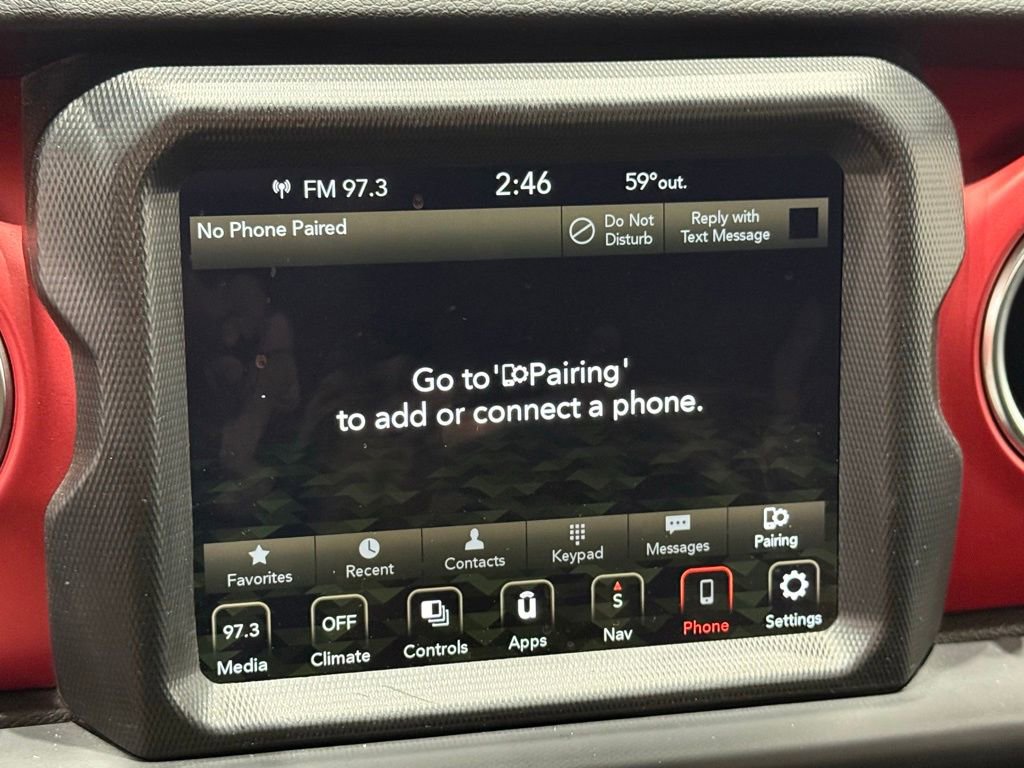 FM 97.3 2:46 59°out.
No Phone Paired
Do Not
Disturb
Reply with
Text Message
Go to 'Pairing'
to add or connect a phone.
Favorites Recent Contacts Keypad Messages Pairing
97.3 OFF S
Media Climate Controls Apps Nav Phone Settings